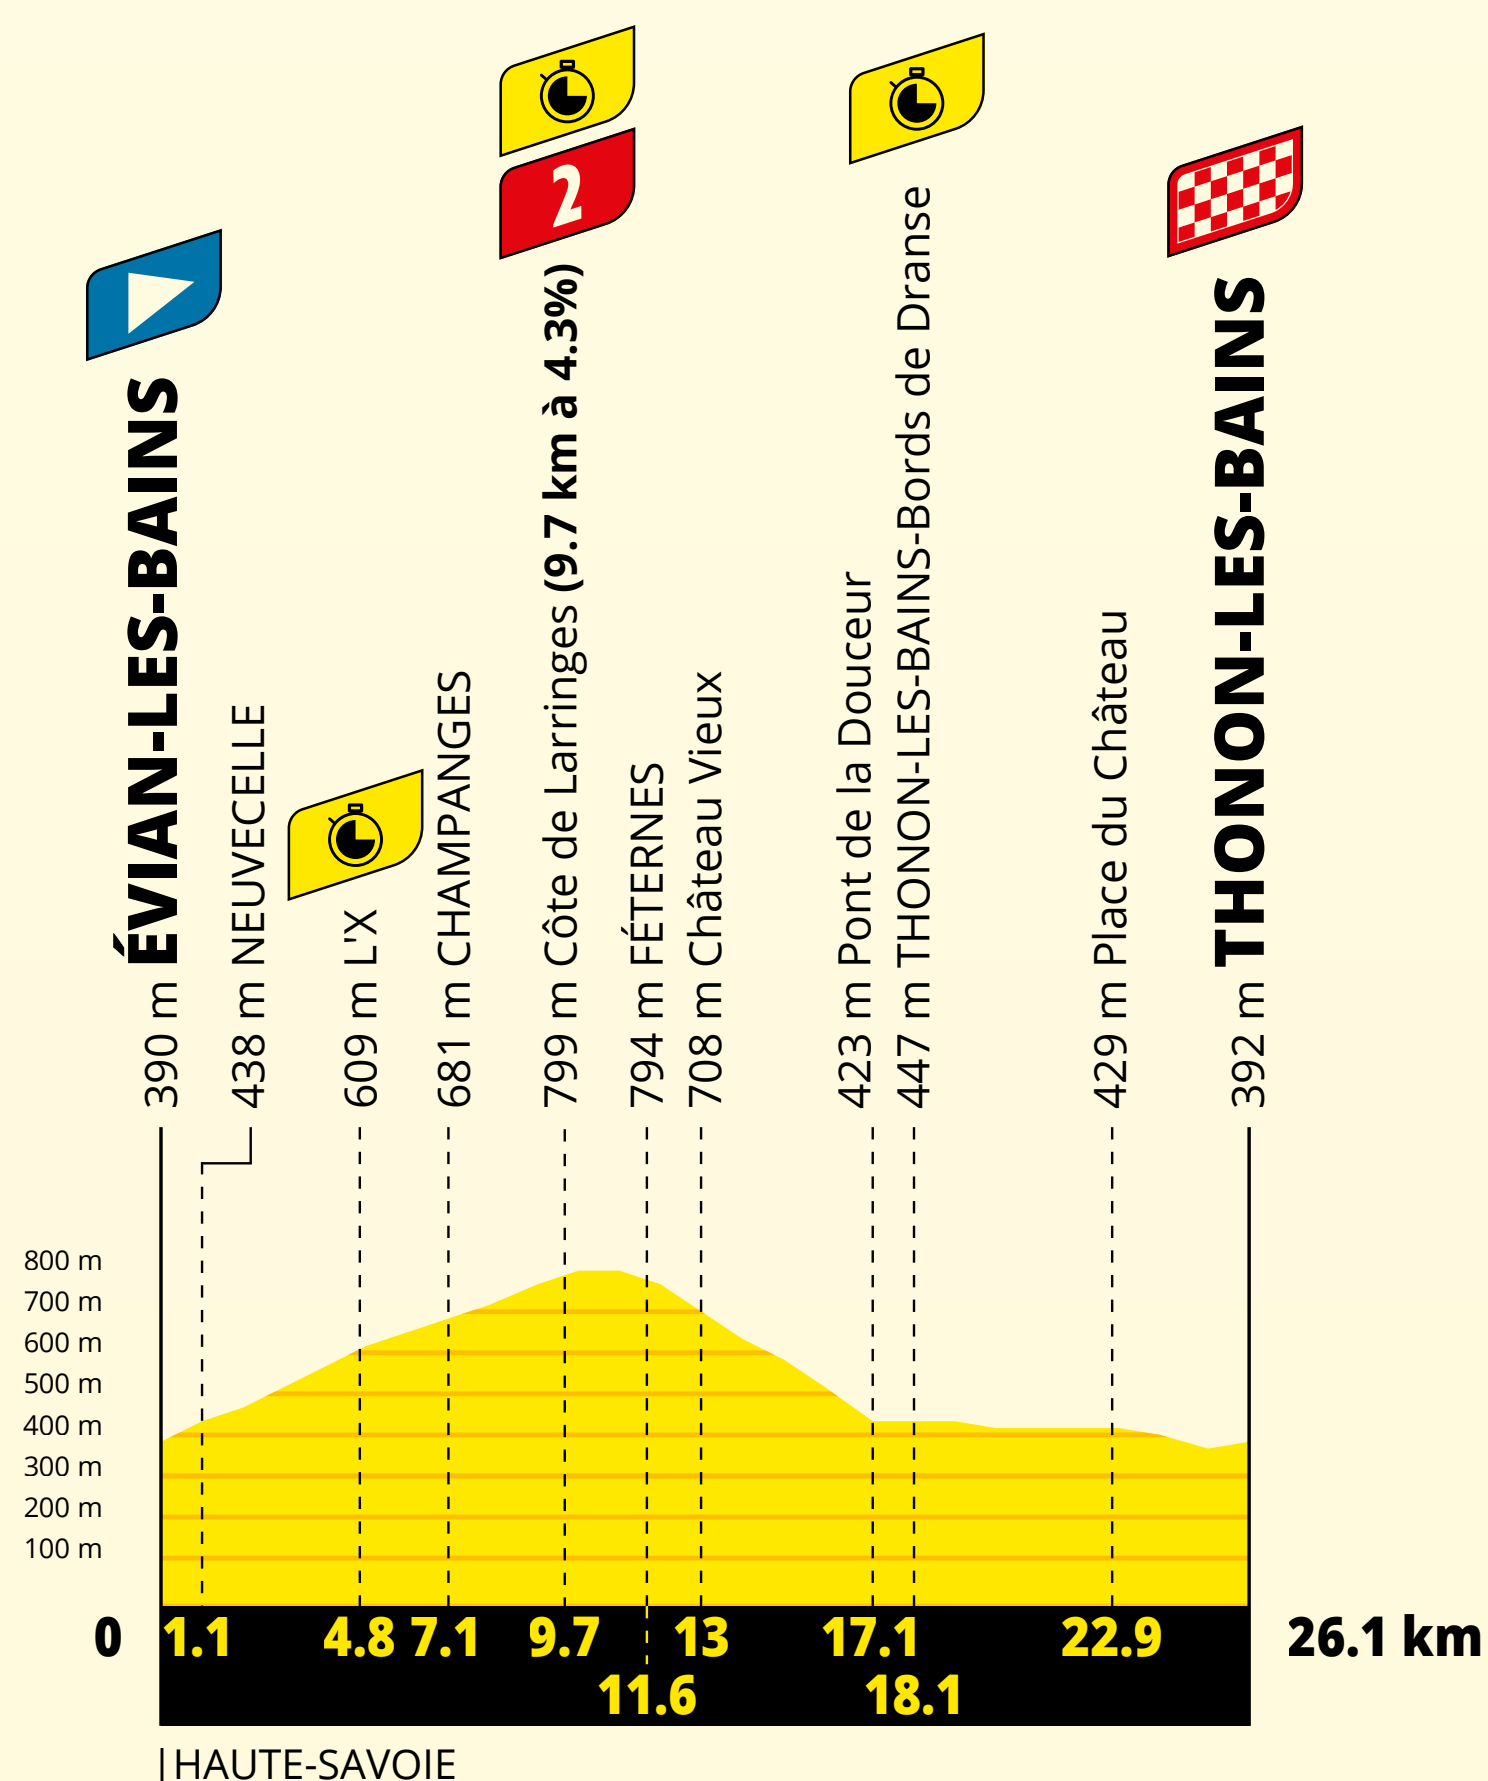 2
390 m ÉVIAN-LES-BAINS
438 m NEUVECELLE
609 m L'X
681 m CHAMPANGES
799 m Côte de Larringes (9.7 km à 4.3%)
794 m FÉTERNES
708 m Château Vieux
423 m Pont de la Douceur
447 m THONON-LES-BAINS-Bords de Dranse
429 m Place du Château
392 m THONON-LES-BAINS
800 m
700 m
600 m
500 m
400 m
300 m
200 m
100 m
0 1.1 4.8 7.1 9.7 13 17.1 22.9 26.1 km
11.6 18.1
HAUTE-SAVOIE